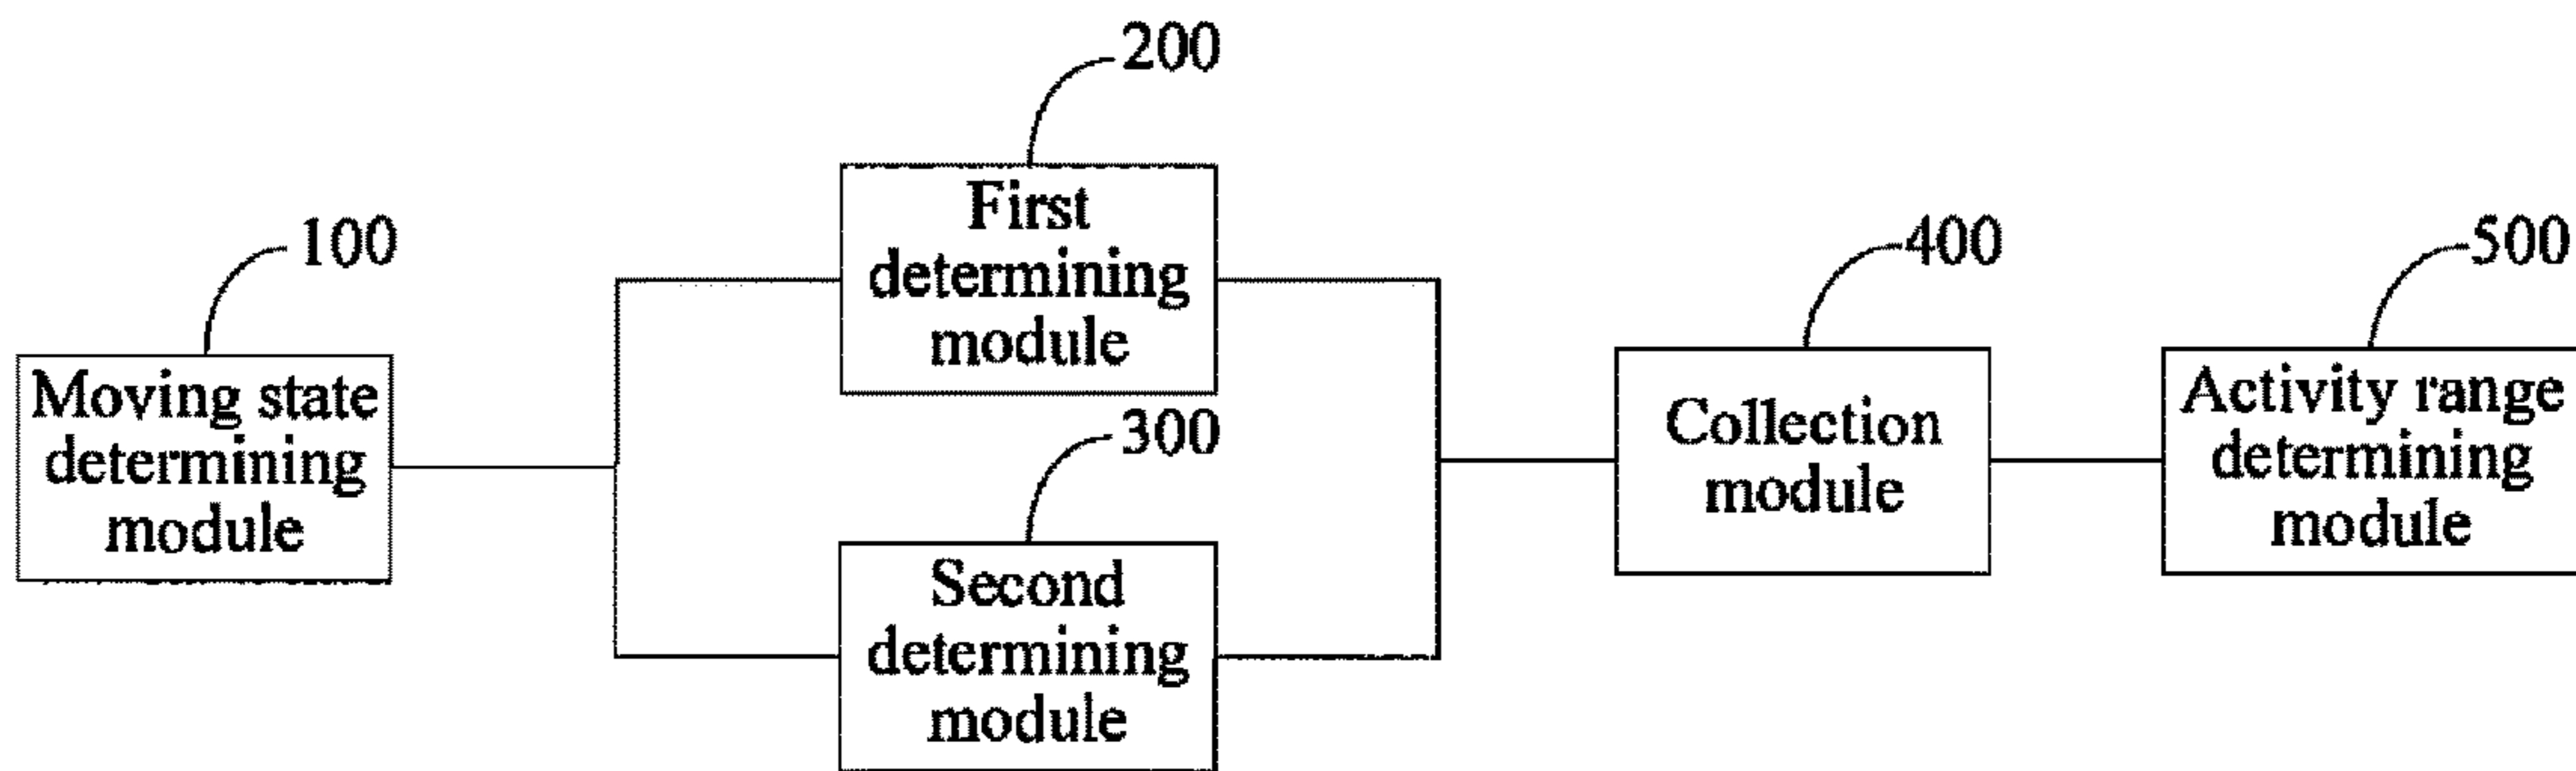 100
Moving state
determining
module
200
First
determining
module
300
Second
determining
module
400
Collection
module
500
Activity range
determining
module